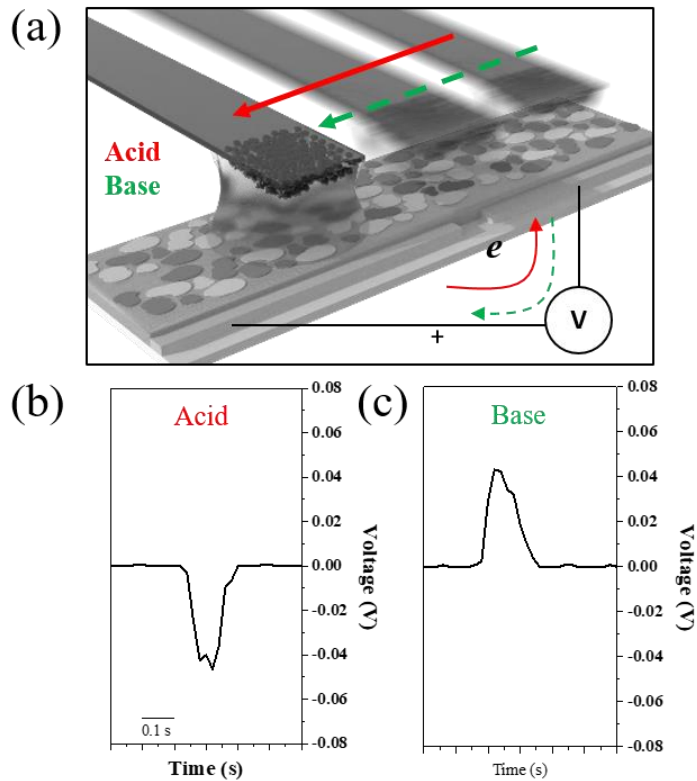 (a)
Acid
Base
e
V
+
(b)
Acid
0.08
0.06
0.04
0.02
0.00
-0.02
-0.04
-0.06
-0.08
Voltage (V)
0.1 s
Time (s)
(c)
Base
0.08
0.06
0.04
0.02
0.00
-0.02
-0.04
-0.06
-0.08
Voltage (V)
Time (s)